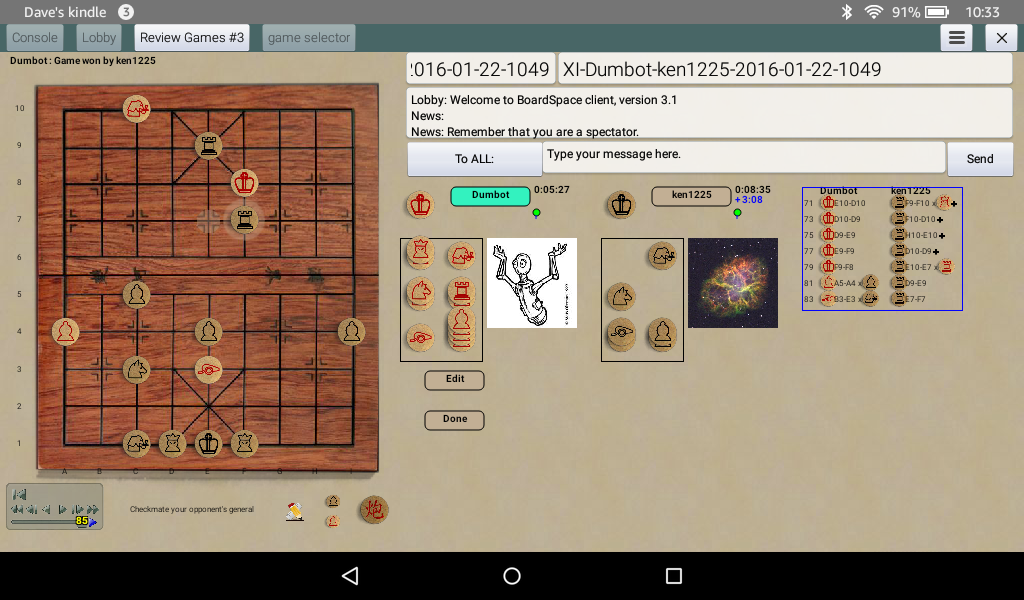 Dave's kindle 3 91% 10:33
Console Lobby Review Games #3 game selector
Dumbot : Game won by ken1225
2016-01-22-1049 XI-Dumbot-ken1225-2016-01-22-1049
Lobby: Welcome to BoardSpace client, version 3.1
News:
News: Remember that you are a spectator.
To ALL: Type your message here. Send
Dumbot 0:05:27 ken1225 0:08:35
+3:08
Dumbot ken1225
71 E10-D10 F9-F10 x +
73 D10-D9 F10-D10 +
75 D9-E9 H10-E10 +
77 E9-F9 D10-D9 +
79 F9-F8 E10-E7 x
81 A5-A4 x D9-E9
83 B3-E3 x E7-F7
10
9
8
7
6
5
4
3
2
1
A B C D E F G H I
Edit
Done
85
Checkmate your opponent's general
炮